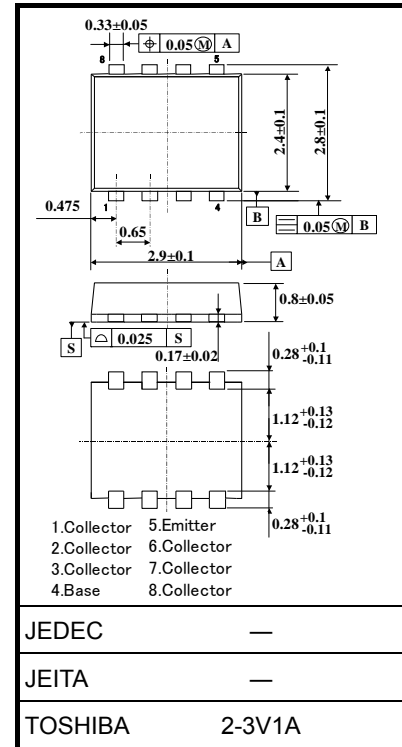 0.33±0.05
⌖ 0.05Ⓜ A
8 5
2.4±0.1
2.8±0.1
0.475
1 4
B
0.65
⌯ 0.05Ⓜ B
2.9±0.1
A
0.8±0.05
S
⌓ 0.025 S
0.17±0.02
0.28 +0.1 -0.11
1.12 +0.13 -0.12
1.12 +0.13 -0.12
0.28 +0.1 -0.11
1.Collector 5.Emitter
2.Collector 6.Collector
3.Collector 7.Collector
4.Base 8.Collector
JEDEC —
JEITA —
TOSHIBA 2-3V1A